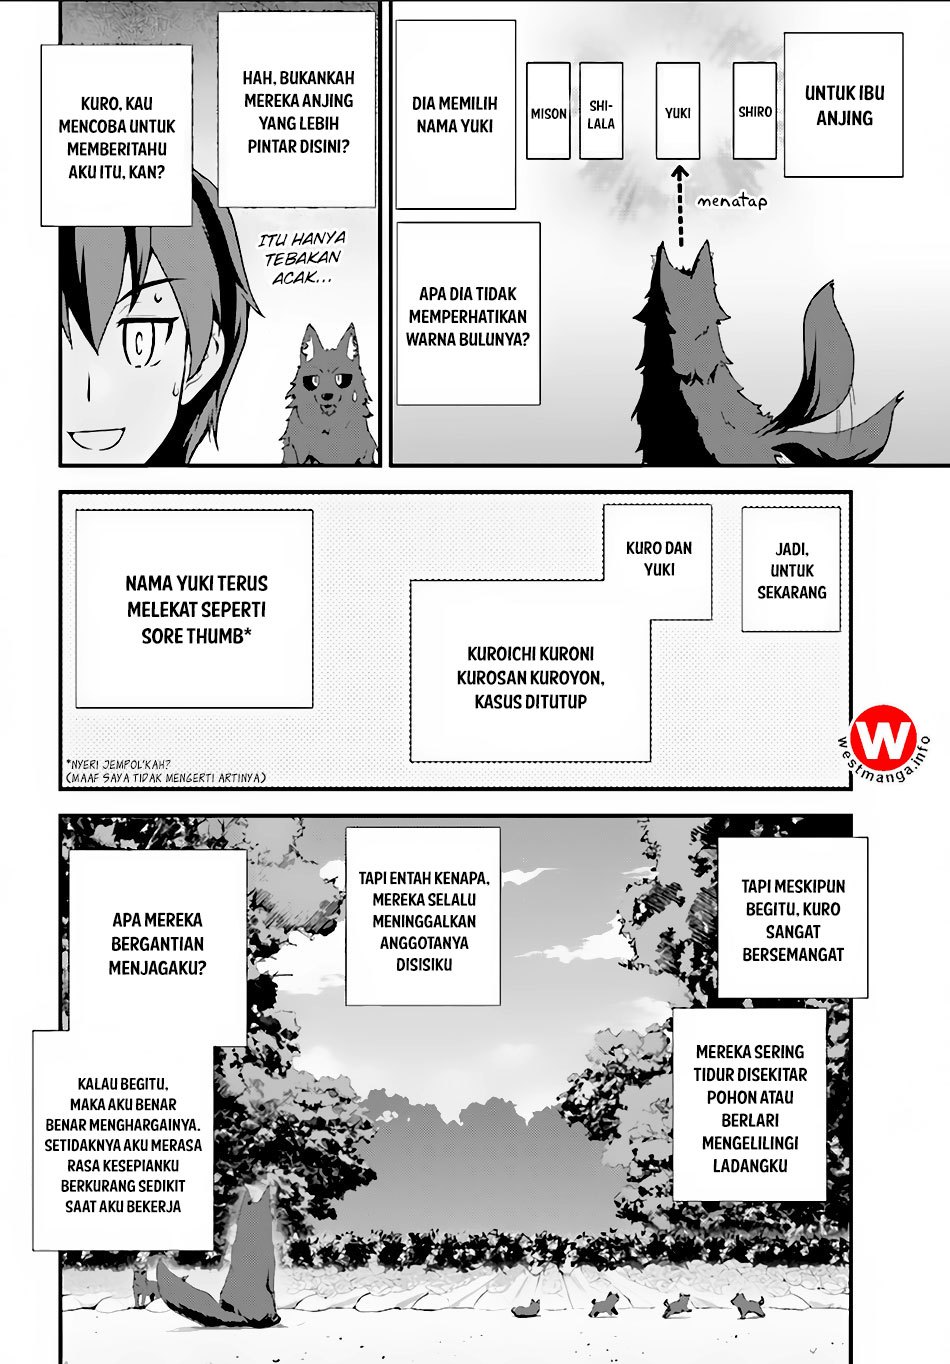 UNTUK IBU
ANJING
SHIRO
YUKI
SHI-
LALA
MISON
menatap
DIA MEMILIH
NAMA YUKI
APA DIA TIDAK
MEMPERHATIKAN
WARNA BULUNYA?
HAH, BUKANKAH
MEREKA ANJING
YANG LEBIH
PINTAR DISINI?
ITU HANYA
TEBAKAN
ACAK...
KURO, KAU
MENCOBA UNTUK
MEMBERITAHU
AKU ITU, KAN?
JADI,
UNTUK
SEKARANG
KURO DAN
YUKI
KUROICHI KURONI
KUROSAN KUROYON,
KASUS DITUTUP
NAMA YUKI TERUS
MELEKAT SEPERTI
SORE THUMB*
*NYERI JEMPOL'KAH?
(MAAF SAYA TIDAK MENGERTI ARTINYA)
W
westmanga.info
TAPI MESKIPUN
BEGITU, KURO
SANGAT
BERSEMANGAT
MEREKA SERING
TIDUR DISEKITAR
POHON ATAU
BERLARI
MENGELILINGI
LADANGKU
TAPI ENTAH KENAPA,
MEREKA SELALU
MENINGGALKAN
ANGGOTANYA
DISISIKU
APA MEREKA
BERGANTIAN
MENJAGAKU?
KALAU BEGITU,
MAKA AKU BENAR
BENAR MENGHARGAINYA.
SETIDAKNYA AKU MERASA
RASA KESEPIANKU
BERKURANG SEDIKIT
SAAT AKU BEKERJA